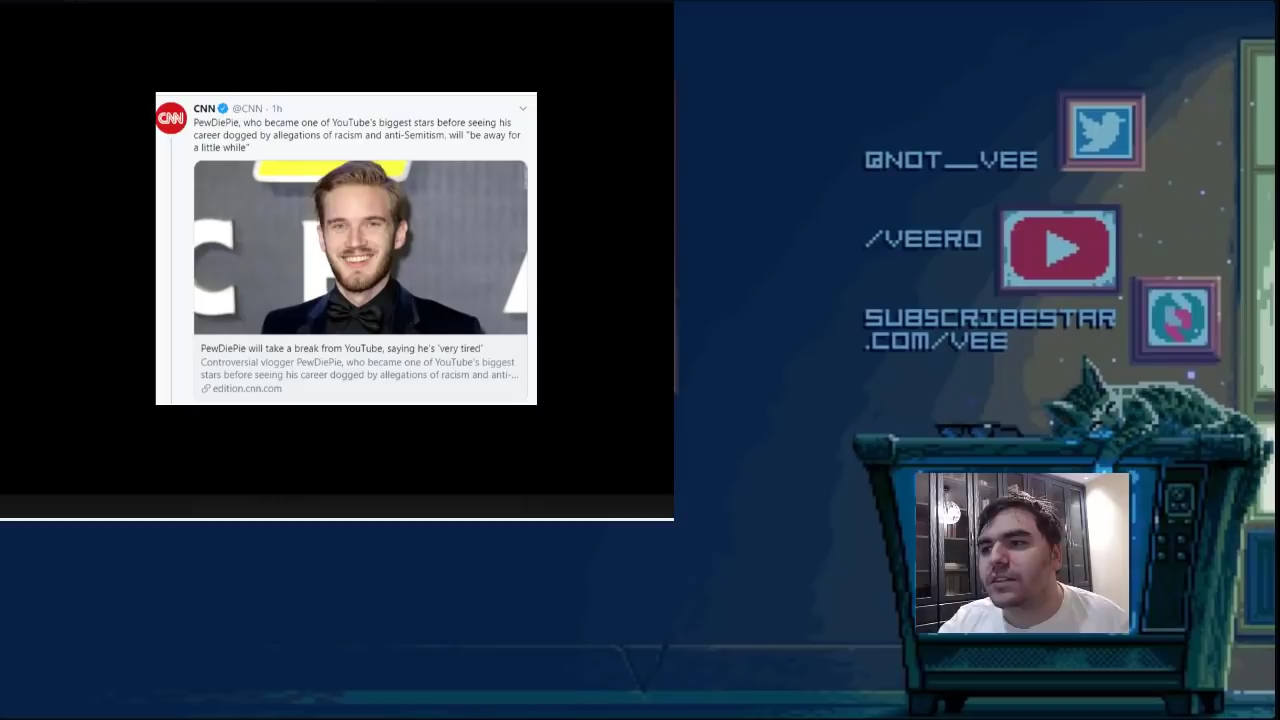 CNN @CNN · 1h
PewDiePie, who became one of YouTube's biggest stars before seeing his
career dogged by allegations of racism and anti-Semitism, will "be away for
a little while"
PewDiePie will take a break from YouTube, saying he's 'very tired'
Controversial vlogger PewDiePie, who became one of YouTube's biggest
stars before seeing his career dogged by allegations of racism and anti-...
edition.cnn.com
CNN
@NOT__VEE
/VEERO
SUBSCRIBESTAR
.COM/VEE